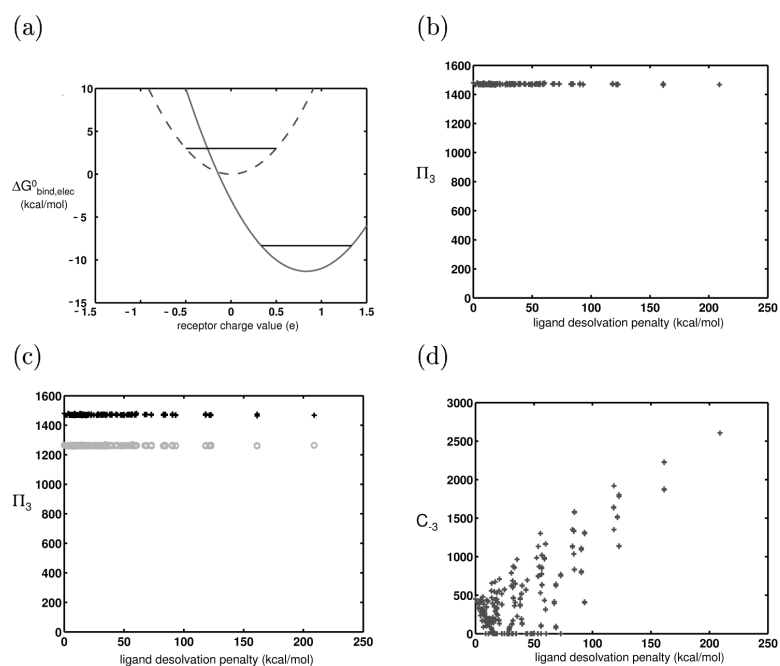 (a)
10
5
0
-5
-10
-15
ΔG⁰bind,elec
(kcal/mol)
-1.5 -1 -0.5 0 0.5 1 1.5
receptor charge value (e)
(b)
1600
1400
1200
1000
800
600
400
200
0
Π₃
0 50 100 150 200 250
ligand desolvation penalty (kcal/mol)
(c)
1600
1400
1200
1000
800
600
400
200
0
Π₃
0 50 100 150 200 250
ligand desolvation penalty (kcal/mol)
(d)
3000
2500
2000
1500
1000
500
0
C₋₃
0 50 100 150 200 250
ligand desolvation penalty (kcal/mol)